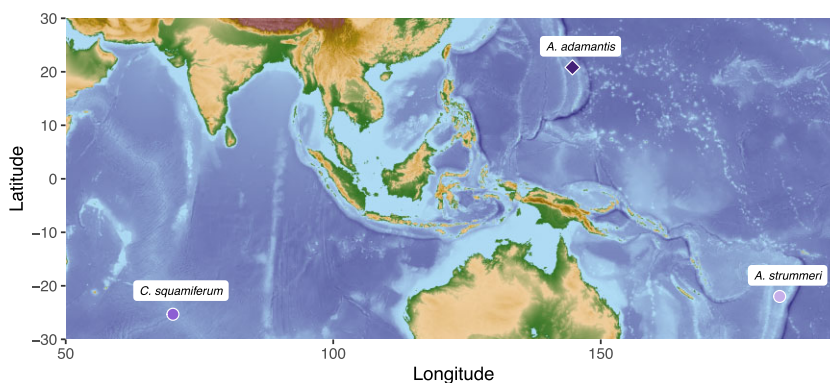 30
A. adamantis
20
10
Latitude
0
−10
A. strummeri
−20
C. squamiferum
−30
50
100
150
Longitude